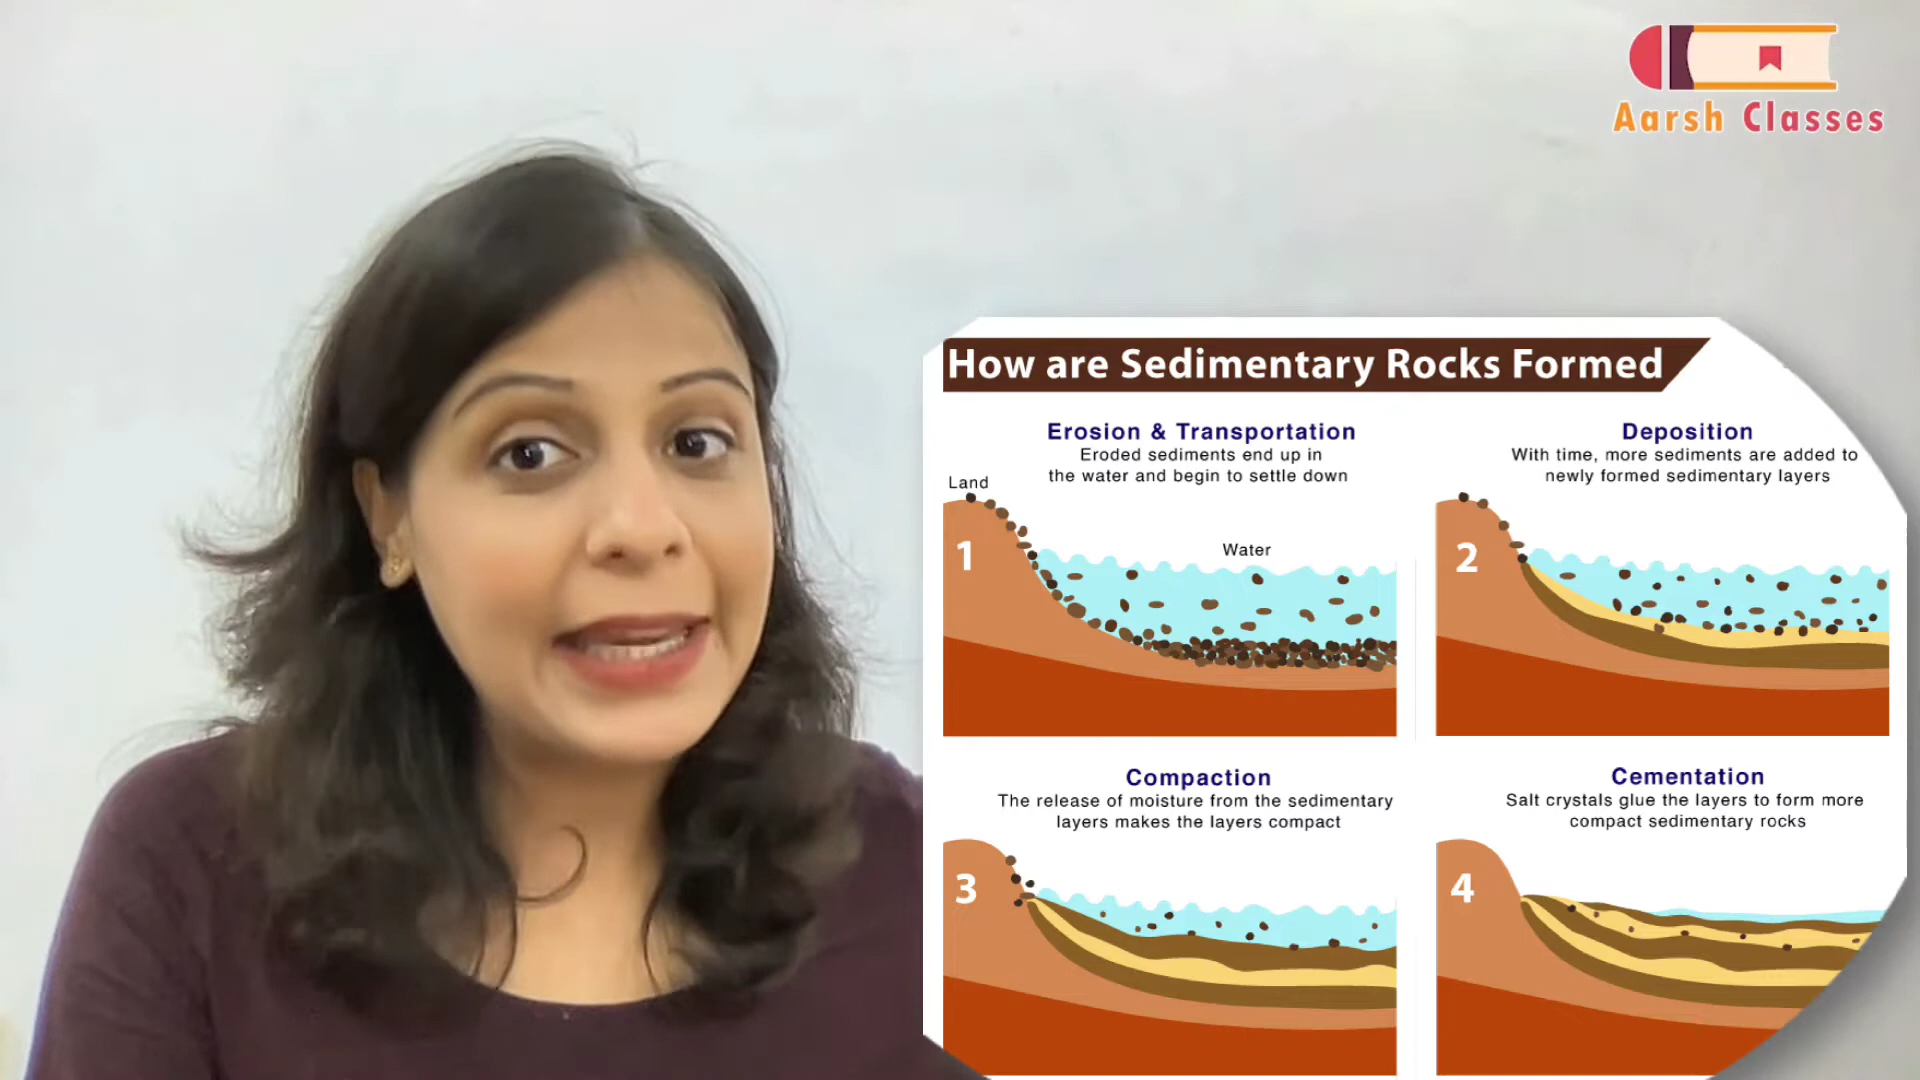 Aarsh Classes
How are Sedimentary Rocks Formed
Erosion & Transportation
Eroded sediments end up in
the water and begin to settle down
Land
Water
1
Deposition
With time, more sediments are added to
newly formed sedimentary layers
2
Compaction
The release of moisture from the sedimentary
layers makes the layers compact
3
Cementation
Salt crystals glue the layers to form more
compact sedimentary rocks
4